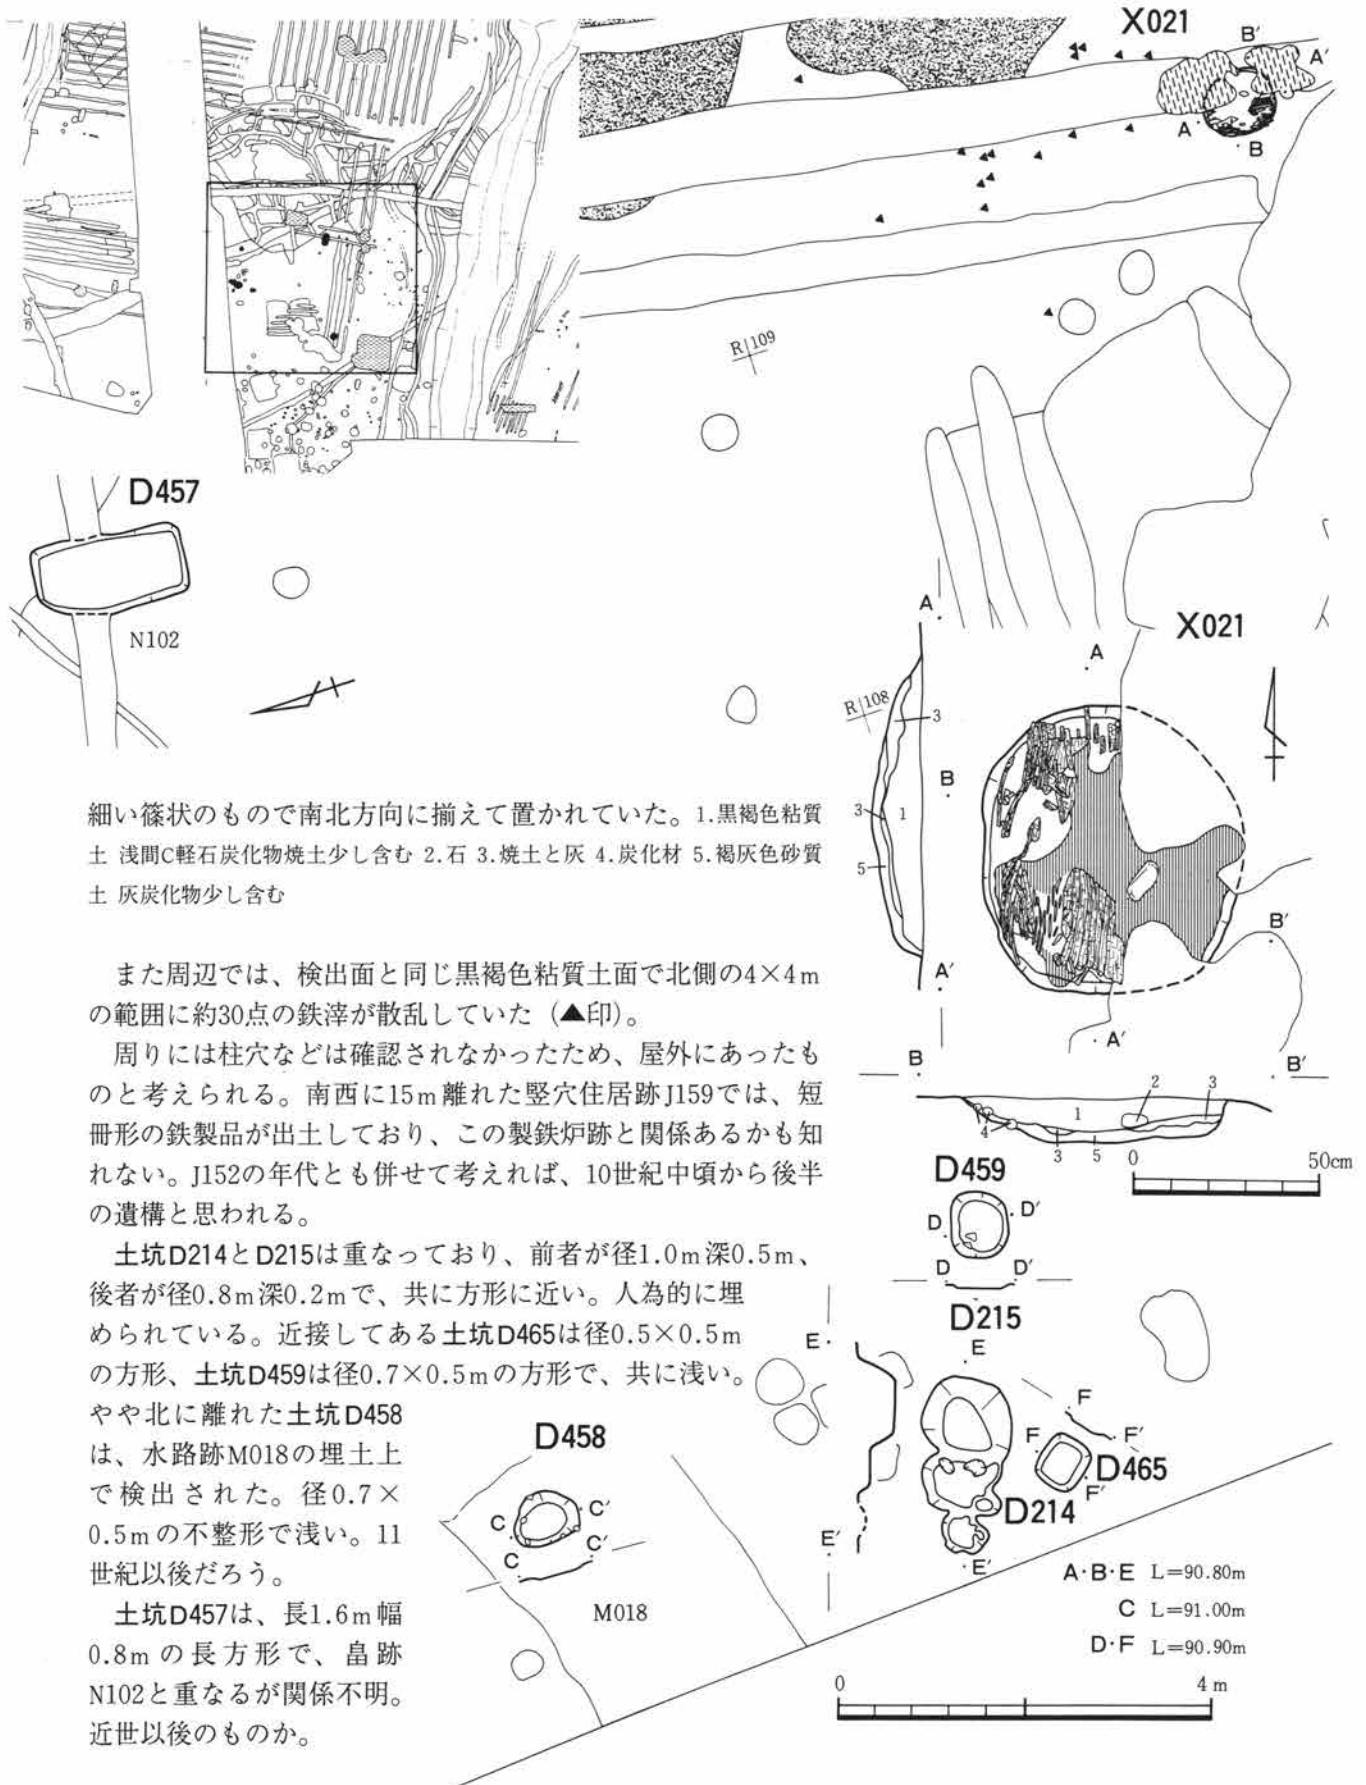 X021
B′
A′
A
B
R 109
D457
N102
X021
A
A
R 108
3
B
3
1
5
B′
A′
A′
B
B′
2
3
1
4
3
5
0
50cm
細い篠状のもので南北方向に揃えて置かれていた。1.黒褐色粘質
土 浅間C軽石炭化物焼土少し含む 2.石 3.焼土と灰 4.炭化材 5.褐灰色砂質
土 灰炭化物少し含む
また周辺では、検出面と同じ黒褐色粘質土面で北側の4×4m
の範囲に約30点の鉄滓が散乱していた（▲印）。
周りには柱穴などは確認されなかったため、屋外にあったも
のと考えられる。南西に15m離れた竪穴住居跡J159では、短
冊形の鉄製品が出土しており、この製鉄炉跡と関係あるかも知
れない。J152の年代とも併せて考えれば、10世紀中頃から後半
の遺構と思われる。
土坑D214とD215は重なっており、前者が径1.0m深0.5m、
後者が径0.8m深0.2mで、共に方形に近い。人為的に埋
められている。近接してある土坑D465は径0.5×0.5m
の方形、土坑D459は径0.7×0.5mの方形で、共に浅い。
やや北に離れた土坑D458
は、水路跡M018の埋土上
で検出された。径0.7×
0.5mの不整形で浅い。11
世紀以後だろう。
土坑D457は、長1.6m幅
0.8mの長方形で、畠跡
N102と重なるが関係不明。
近世以後のものか。
D459
D
D′
D
D′
D215
E
E
F
F
F′
D465
F′
D214
E′
E′
D458
C
C′
C
C′
M018
A·B·E L=90.80m
C L=91.00m
D·F L=90.90m
0
4m